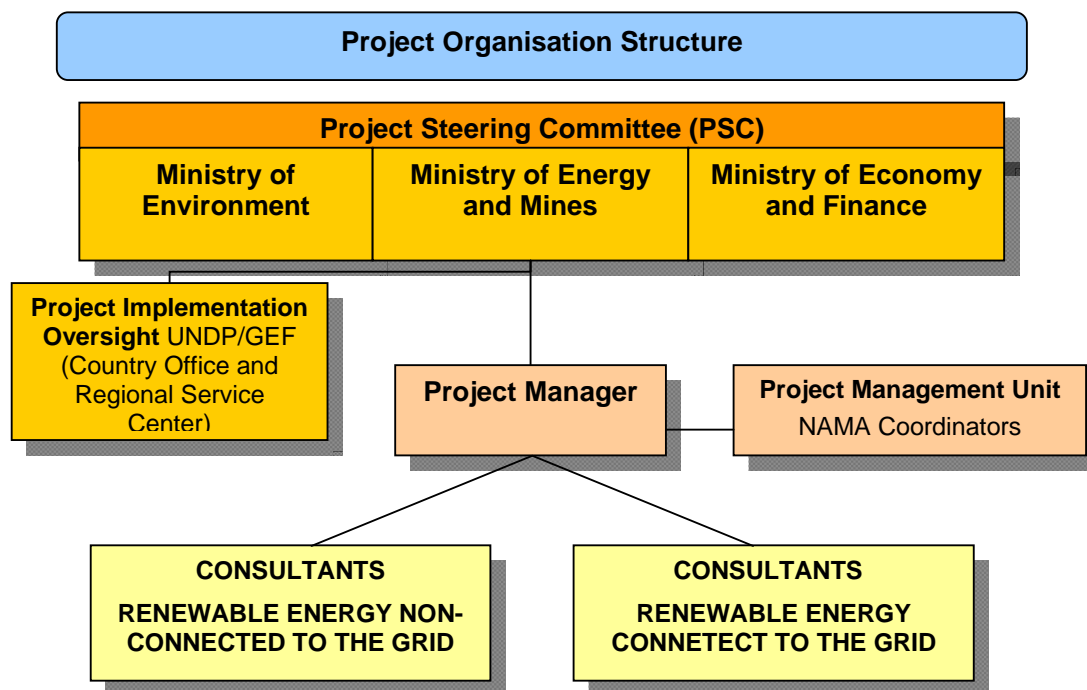 Project Organisation Structure
Project Steering Committee (PSC)
Ministry of
Environment
Ministry of Energy
and Mines
Ministry of Economy
and Finance
Project Implementation
Oversight UNDP/GEF
(Country Office and
Regional Service
Center)
Project Manager
Project Management Unit
NAMA Coordinators
CONSULTANTS
RENEWABLE ENERGY NON-
CONNECTED TO THE GRID
CONSULTANTS
RENEWABLE ENERGY
CONNETECT TO THE GRID